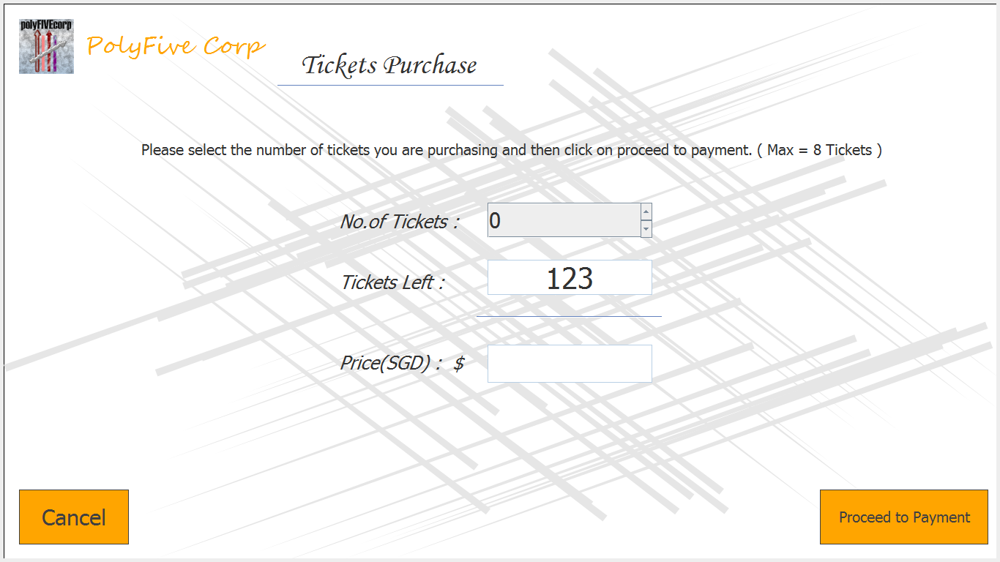 polyFIVEcorp
PolyFive Corp
Tickets Purchase
Please select the number of tickets you are purchasing and then click on proceed to payment. ( Max = 8 Tickets )
No.of Tickets : 0
Tickets Left : 123
Price(SGD) : $
Cancel
Proceed to Payment